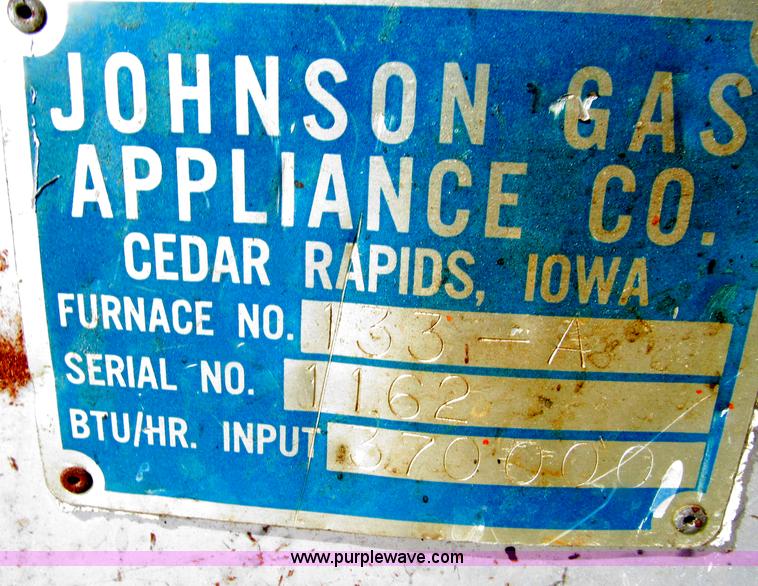 JOHNSON GAS
APPLIANCE CO.
CEDAR RAPIDS, IOWA
FURNACE NO. 133-A
SERIAL NO. 1162
BTU/HR. INPUT 370000
www.purplewave.com